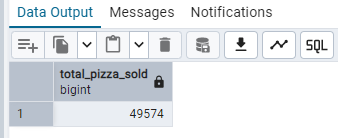 Data Output Messages Notifications
SQL
total_pizza_sold
bigint
1 49574